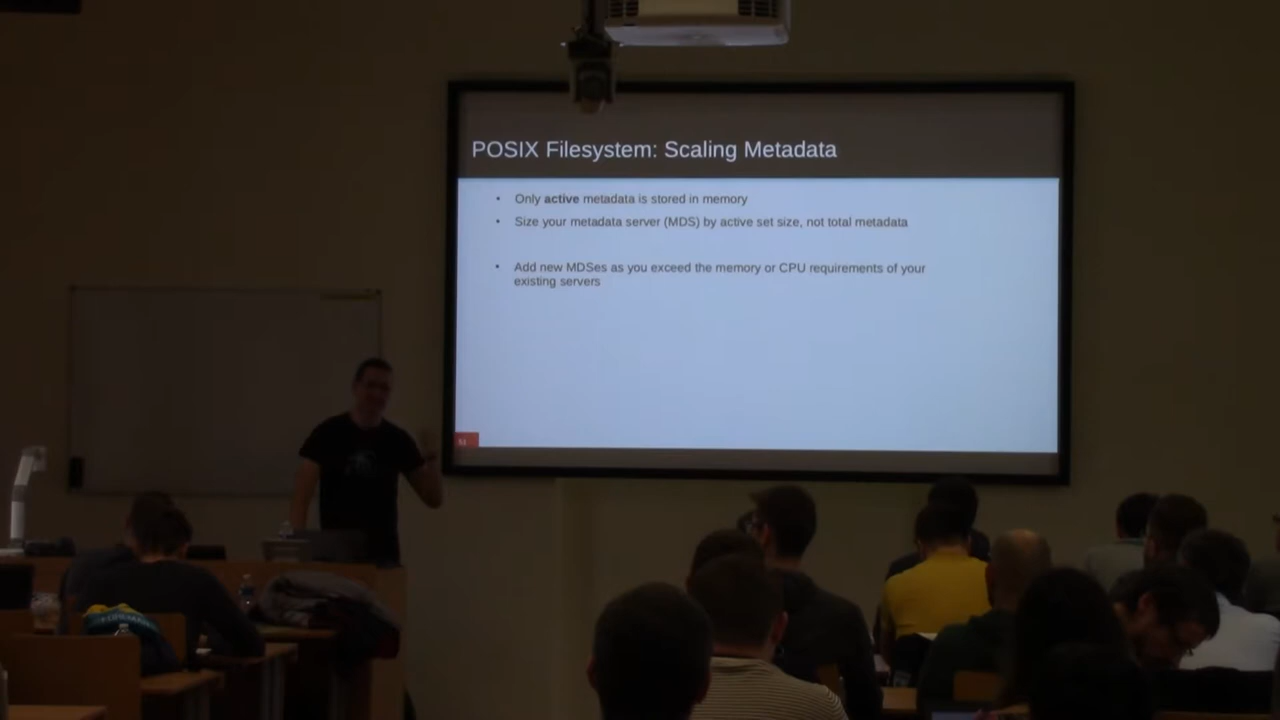 POSIX Filesystem: Scaling Metadata
• Only active metadata is stored in memory
• Size your metadata server (MDS) by active set size, not total metadata
• Add new MDSes as you exceed the memory or CPU requirements of your
existing servers